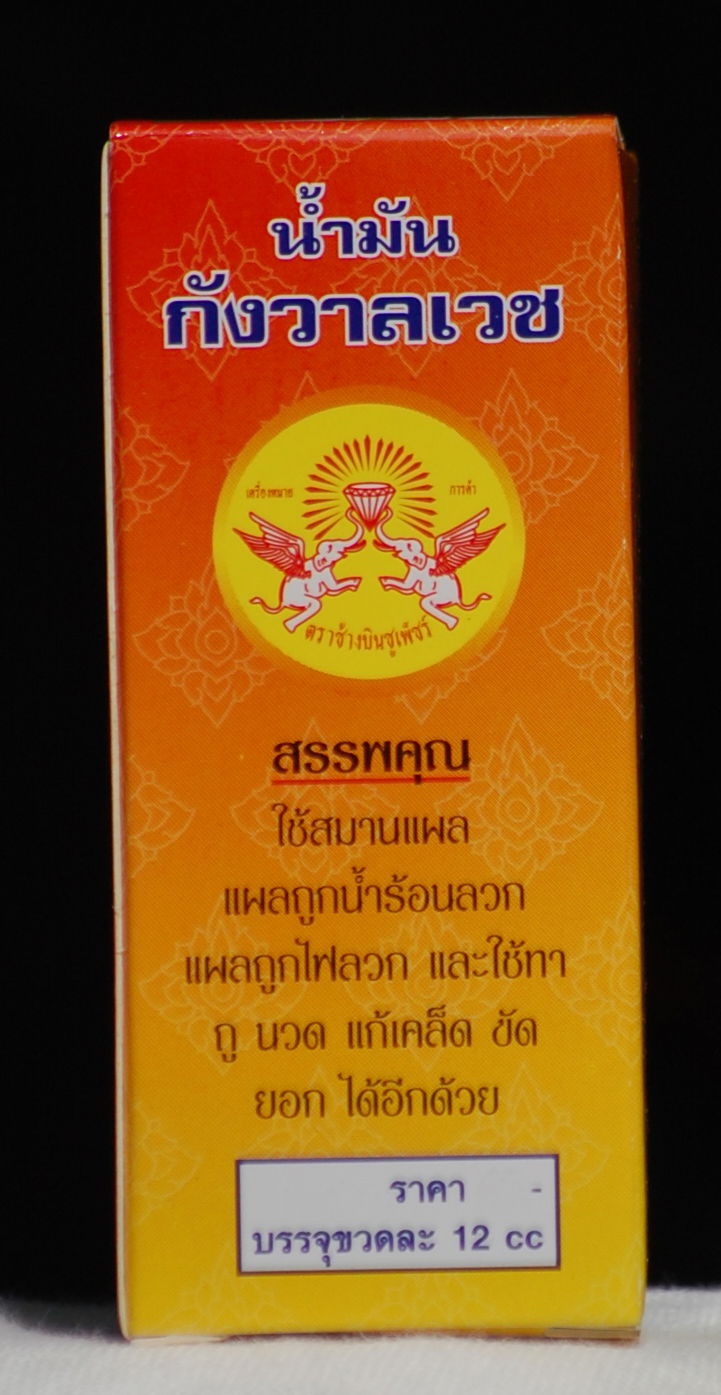 น้ำมัน
กังวาลเวช
เครื่องหมาย การค้า
ตราช้างบินชูเพ็ชร์
สรรพคุณ
ใช้สมานแผล
แผลถูกน้ำร้อนลวก
แผลถูกไฟลวก และใช้ทา
ถู นวด แก้เคล็ด ขัด
ยอก ได้อีกด้วย
ราคา -
บรรจุขวดละ 12 cc